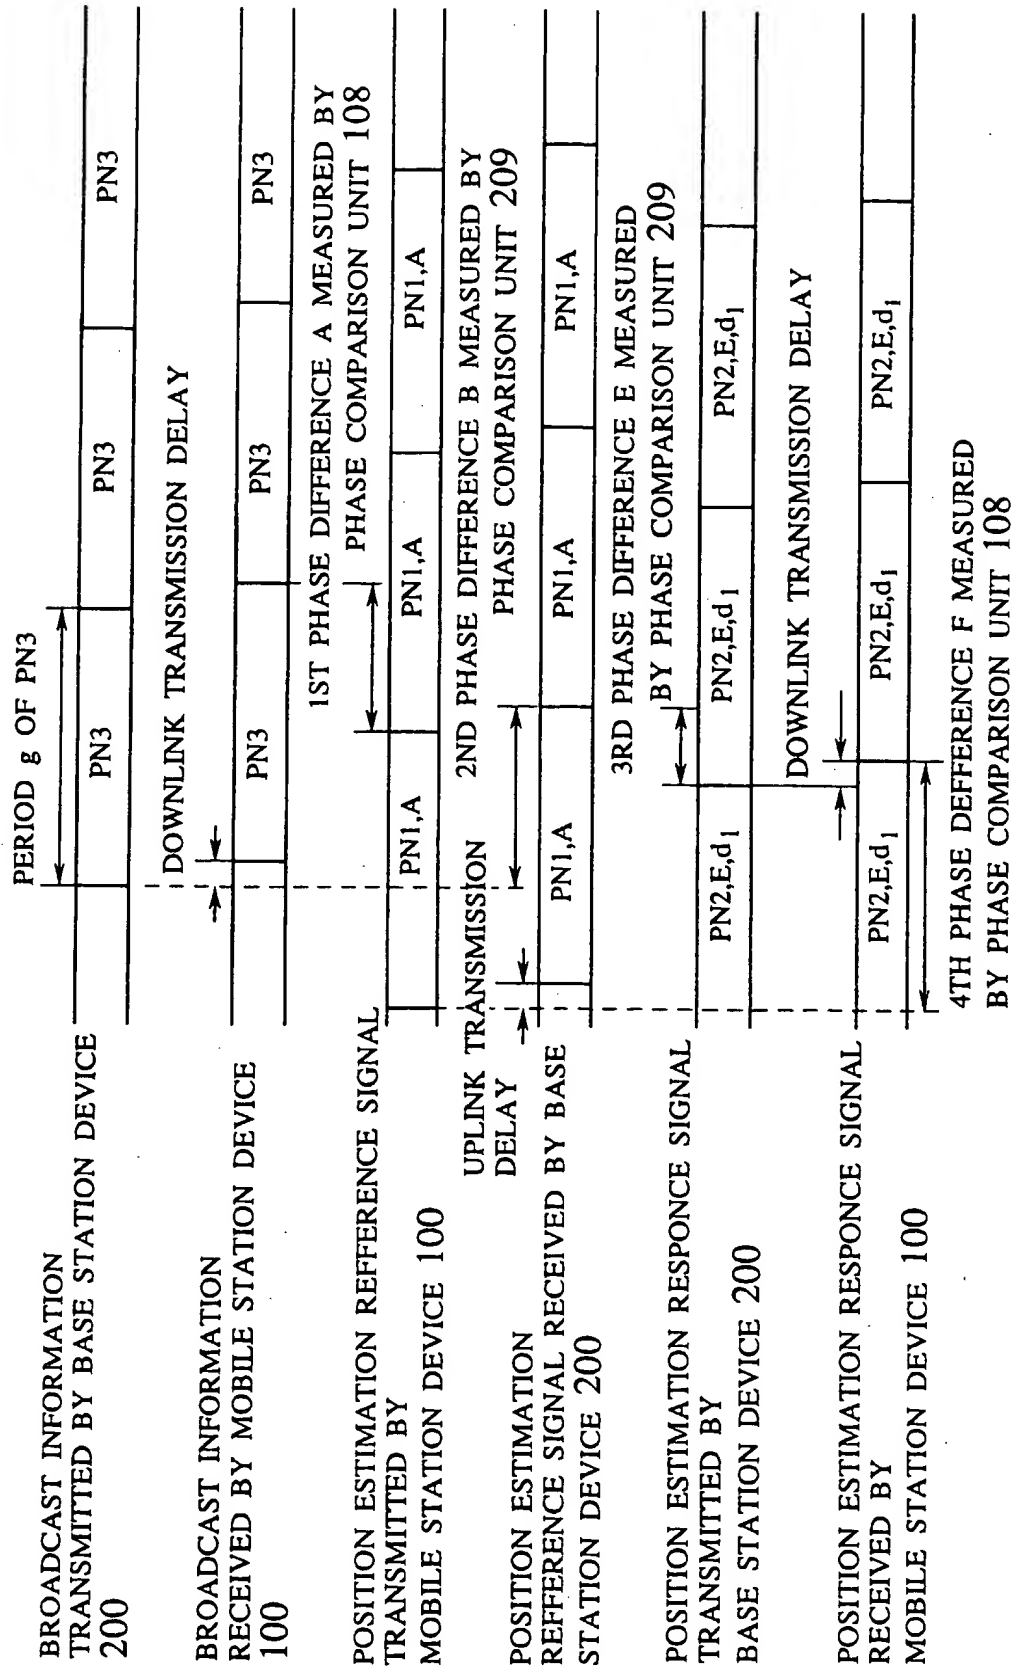 BROADCAST INFORMATION
TRANSMITTED BY BASE STATION DEVICE
200
PERIOD g OF PN3
PN3
PN3
PN3
DOWNLINK TRANSMISSION DELAY
BROADCAST INFORMATION
RECEIVED BY MOBILE STATION DEVICE
100
PN3
PN3
PN3
1ST PHASE DIFFERENCE A MEASURED BY
PHASE COMPARISON UNIT 108
POSITION ESTIMATION REFFERENCE SIGNAL
TRANSMITTED BY
MOBILE STATION DEVICE 100
PN1,A
PN1,A
PN1,A
UPLINK TRANSMISSION
DELAY
2ND PHASE DIFFERENCE B MEASURED BY
PHASE COMPARISON UNIT 209
POSITION ESTIMATION
REFFERENCE SIGNAL RECEIVED BY BASE
STATION DEVICE 200
PN1,A
PN1,A
PN1,A
3RD PHASE DIFFERENCE E MEASURED
BY PHASE COMPARISON UNIT 209
POSITION ESTIMATION RESPONCE SIGNAL
TRANSMITTED BY
BASE STATION DEVICE 200
PN2,E,d1
PN2,E,d1
PN2,E,d1
DOWNLINK TRANSMISSION DELAY
POSITION ESTIMATION RESPONCE SIGNAL
RECEIVED BY
MOBILE STATION DEVICE 100
PN2,E,d1
PN2,E,d1
PN2,E,d1
4TH PHASE DEFFERENCE F MEASURED
BY PHASE COMPARISON UNIT 108